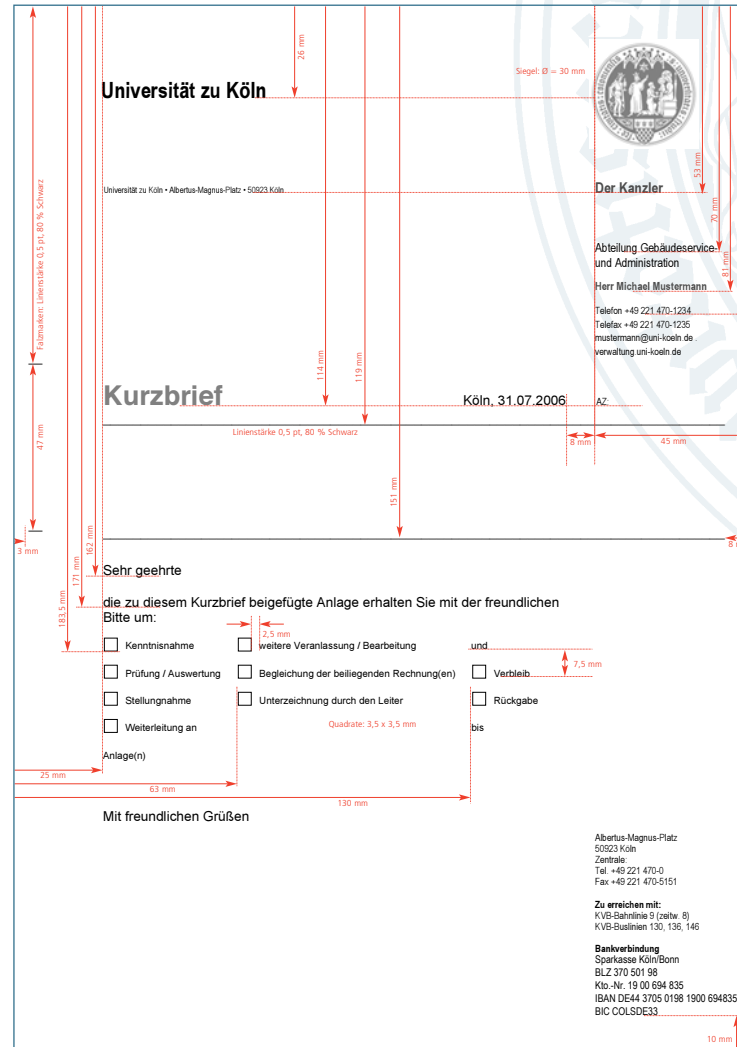 26 mm
Siegel: Ø = 30 mm
Universität zu Köln
53 mm
Universität zu Köln • Albertus-Magnus-Platz • 50923 Köln
Der Kanzler
70 mm
Falzmarken: Linienstärke 0,5 pt, 80 % Schwarz
Abteilung Gebäudeservice-
und Administration
81 mm
Herr Michael Mustermann
Telefon +49 221 470-1234
Telefax +49 221 470-1235
mustermann@uni-koeln.de
verwaltung.uni-koeln.de
114 mm
119 mm
Kurzbrief
Köln, 31.07.2006
AZ:
Linienstärke 0,5 pt, 80 % Schwarz
47 mm
8 mm
45 mm
151 mm
3 mm
162 mm
8
Sehr geehrte
171 mm
183,5 mm
die zu diesem Kurzbrief beigefügte Anlage erhalten Sie mit der freundlichen
Bitte um:
2,5 mm
Kenntnisnahme weitere Veranlassung / Bearbeitung und
7,5 mm
Prüfung / Auswertung Begleichung der beiliegenden Rechnung(en) Verbleib
Stellungnahme Unterzeichnung durch den Leiter Rückgabe
Weiterleitung an Quadrate: 3,5 x 3,5 mm bis
Anlage(n)
25 mm
63 mm
130 mm
Mit freundlichen Grüßen
Albertus-Magnus-Platz
50923 Köln
Zentrale:
Tel. +49 221 470-0
Fax +49 221 470-5151
Zu erreichen mit:
KVB-Bahnlinie 9 (zeitw. 8)
KVB-Buslinien 130, 136, 146
Bankverbindung
Sparkasse Köln/Bonn
BLZ 370 501 98
Kto.-Nr. 19 00 694 835
IBAN DE44 3705 0198 1900 694835
BIC COLSDE33
10 mm